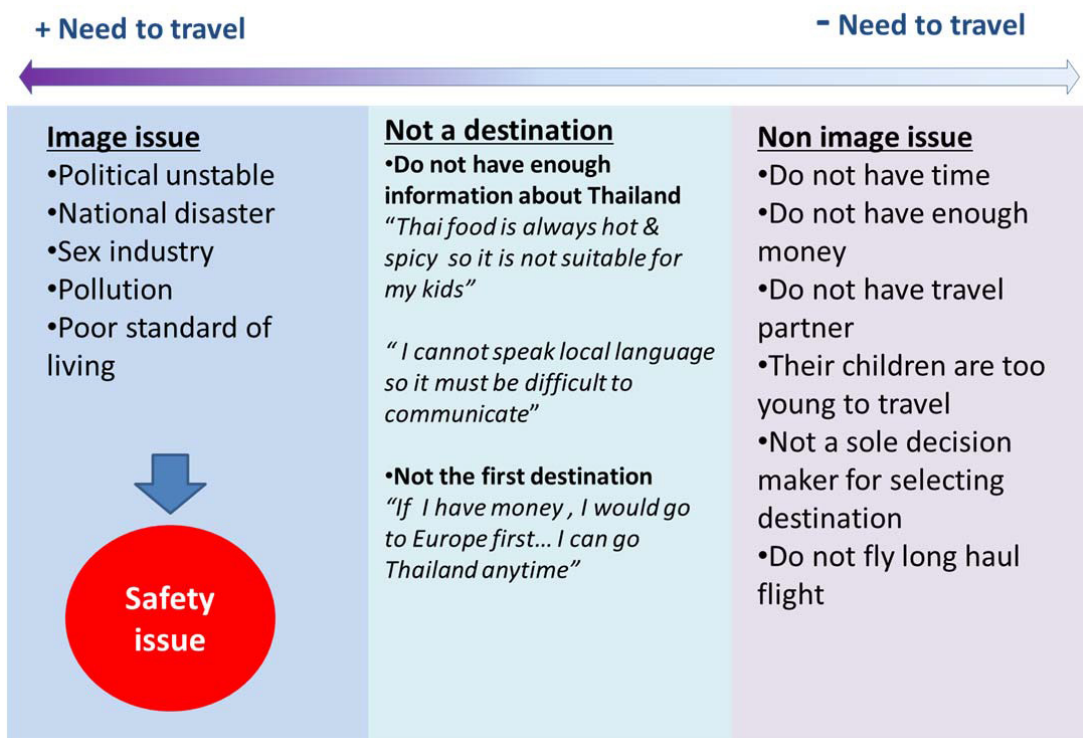 + Need to travel
- Need to travel
Image issue
•Political unstable
•National disaster
•Sex industry
•Pollution
•Poor standard of
living
Safety
issue
Not a destination
•Do not have enough
information about Thailand
“Thai food is always hot &
spicy  so it is not suitable for
my kids”
“ I cannot speak local language
so it must be difficult to
communicate”
•Not the first destination
“If  I have money , I would go
to Europe first... I can go
Thailand anytime”
Non image issue
•Do not have time
•Do not have enough
money
•Do not have travel
partner
•Their children are too
young to travel
•Not a sole decision
maker for selecting
destination
•Do not fly long haul
flight